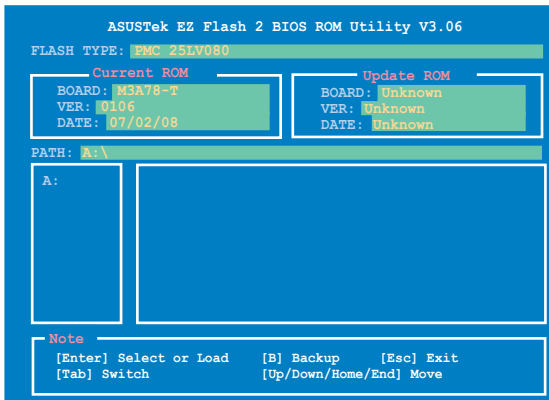 ASUSTek EZ Flash 2 BIOS ROM Utility V3.06
FLASH TYPE: PMC 25LV080
Current ROM
BOARD: M3A78-T
VER: 0106
DATE: 07/02/08
Update ROM
BOARD: Unknown
VER: Unknown
DATE: Unknown
PATH: A:\
A:
Note
[Enter] Select or Load [B] Backup [Esc] Exit
[Tab] Switch [Up/Down/Home/End] Move